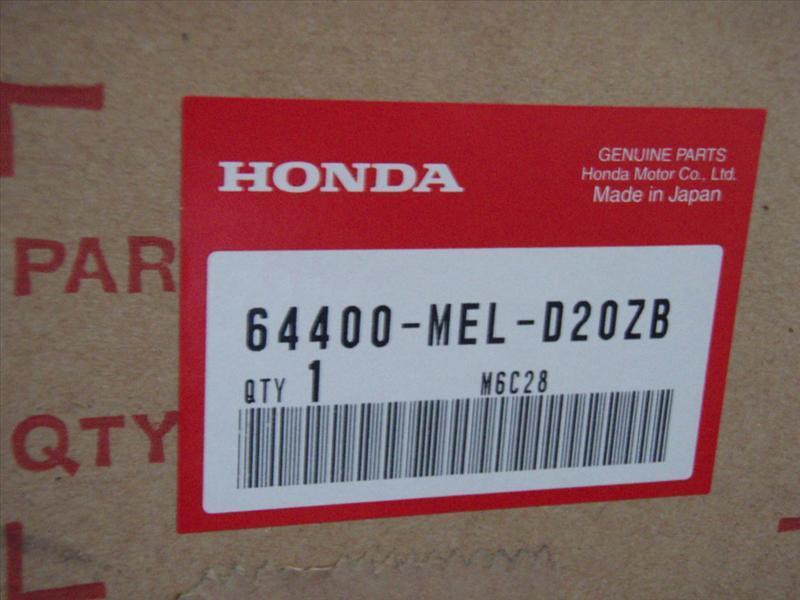 HONDA
GENUINE PARTS
Honda Motor Co., Ltd.
Made in Japan
PAR
64400-MEL-D20ZB
QTY 1 M6C28
QTY